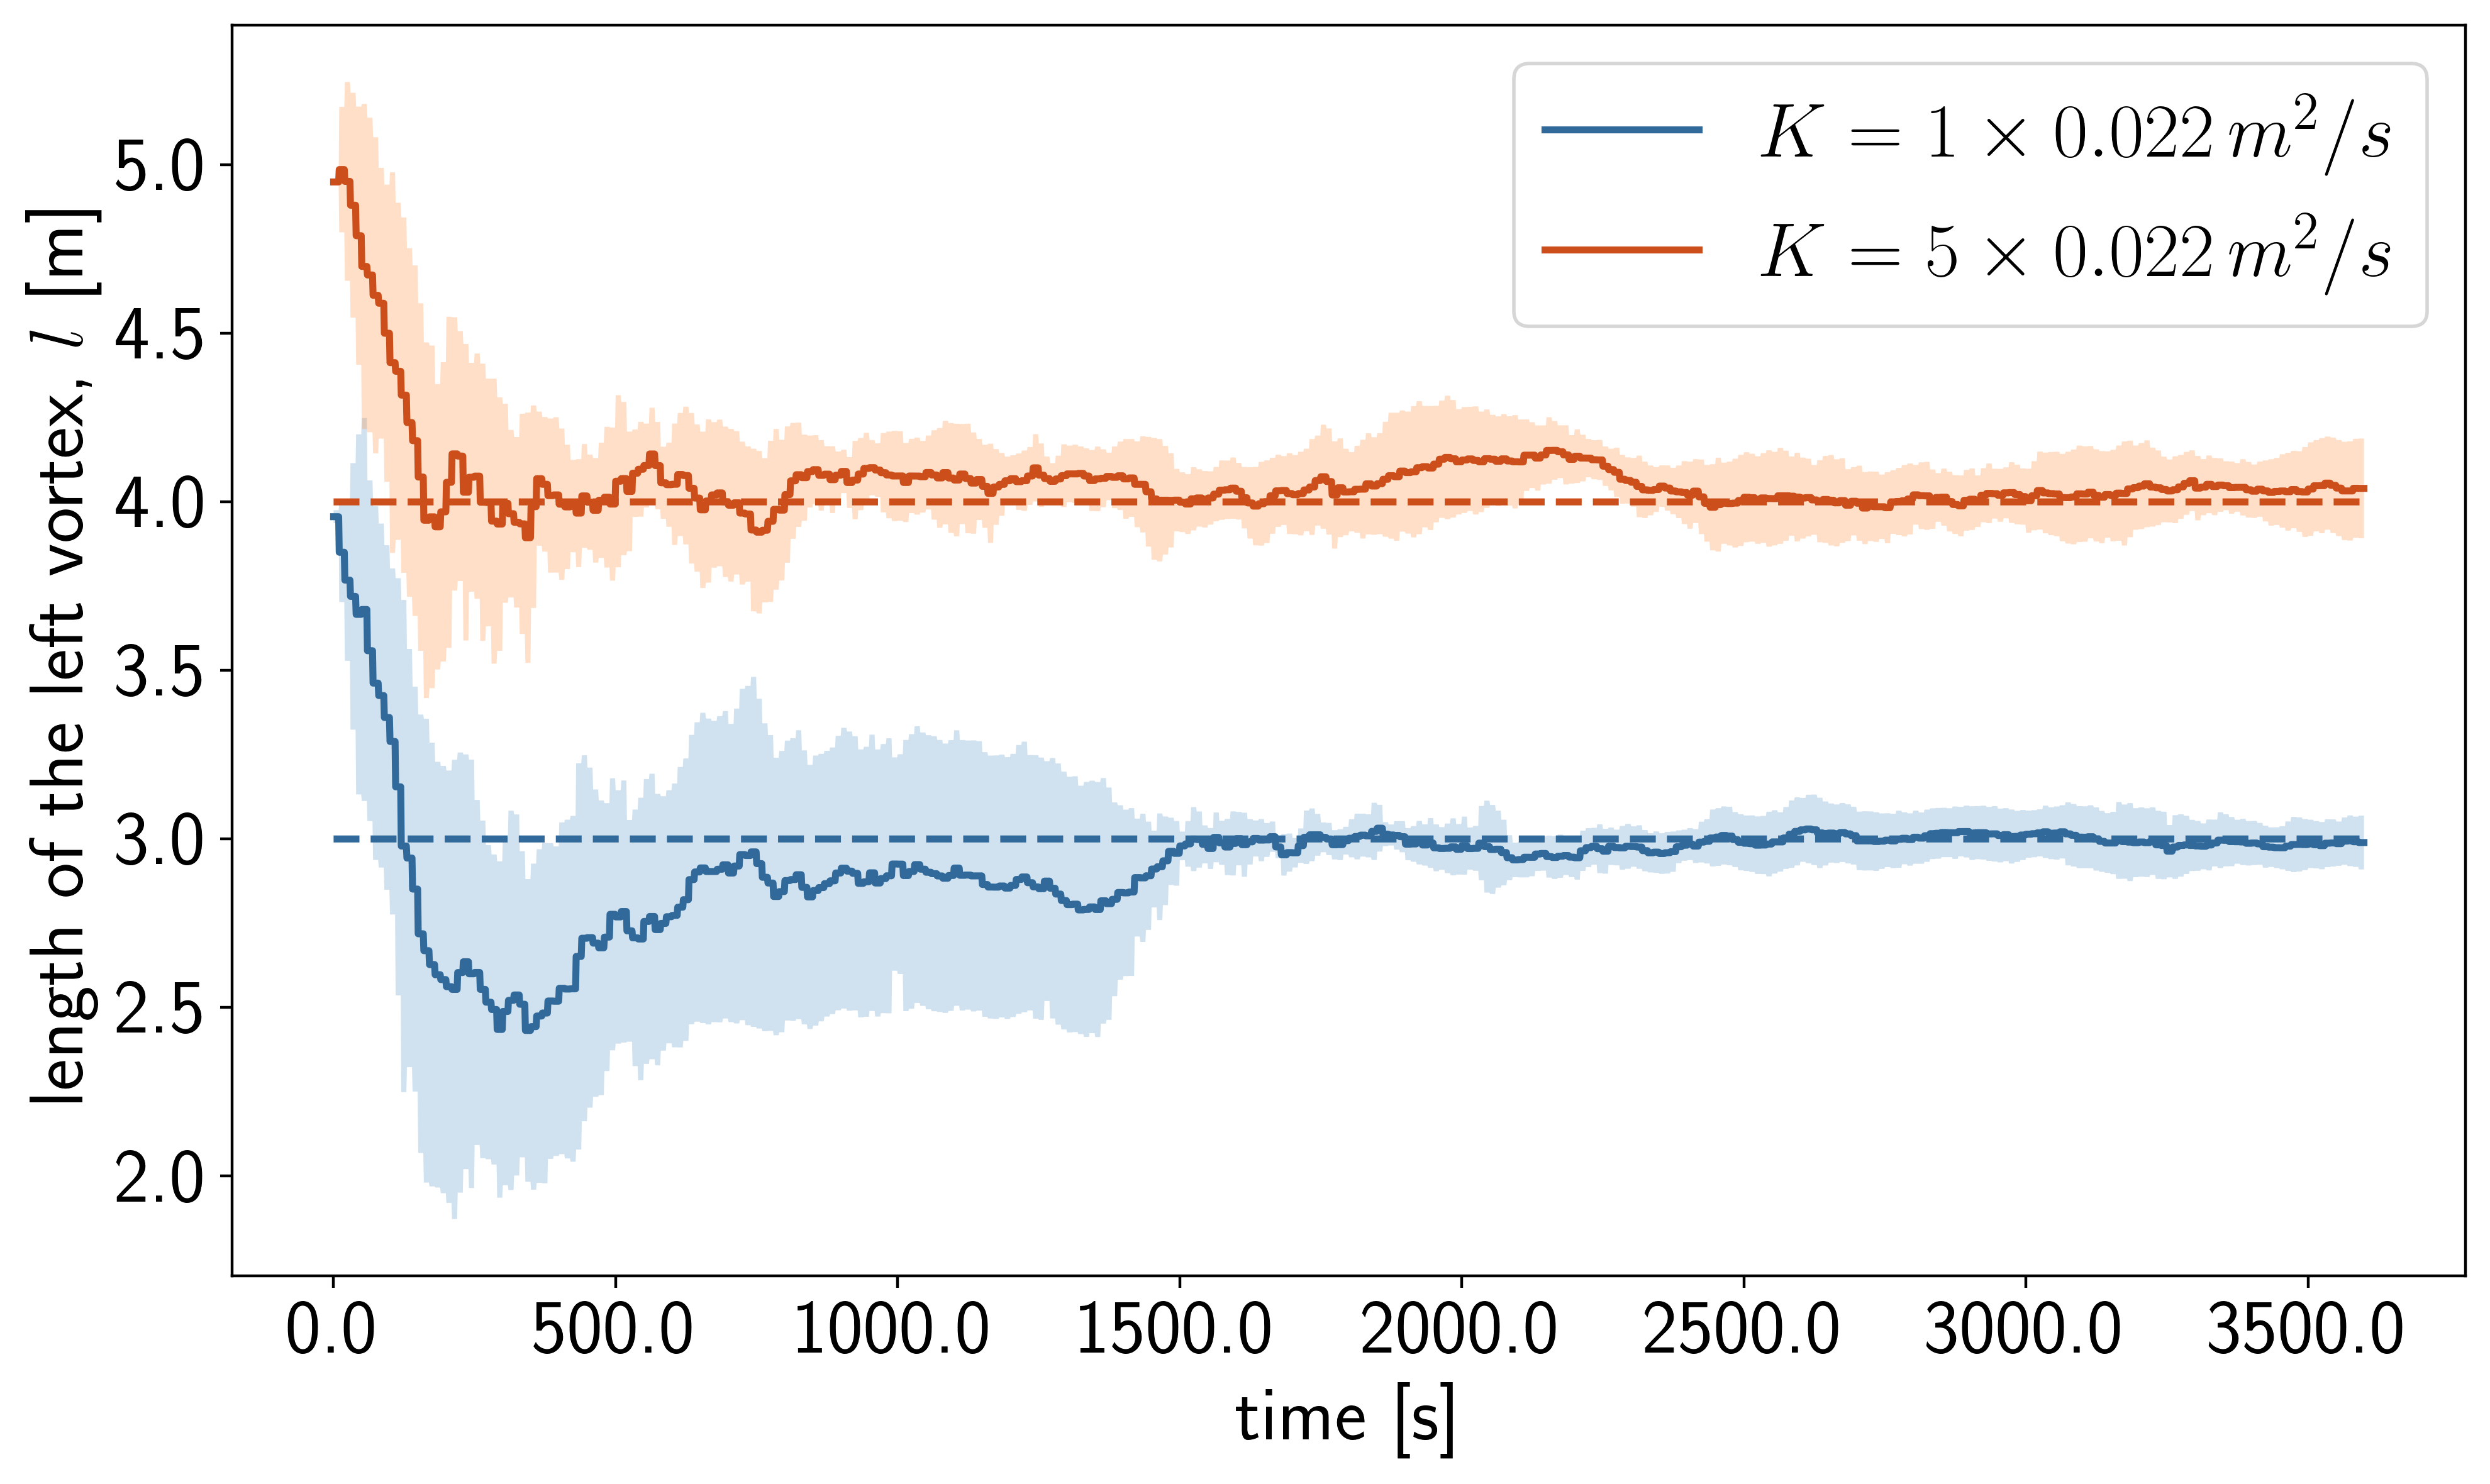 K = 1 × 0.022 m²/s
K = 5 × 0.022 m²/s
length of the left vortex, l [m]
5.0
4.5
4.0
3.5
3.0
2.5
2.0
0.0 500.0 1000.0 1500.0 2000.0 2500.0 3000.0 3500.0
time [s]